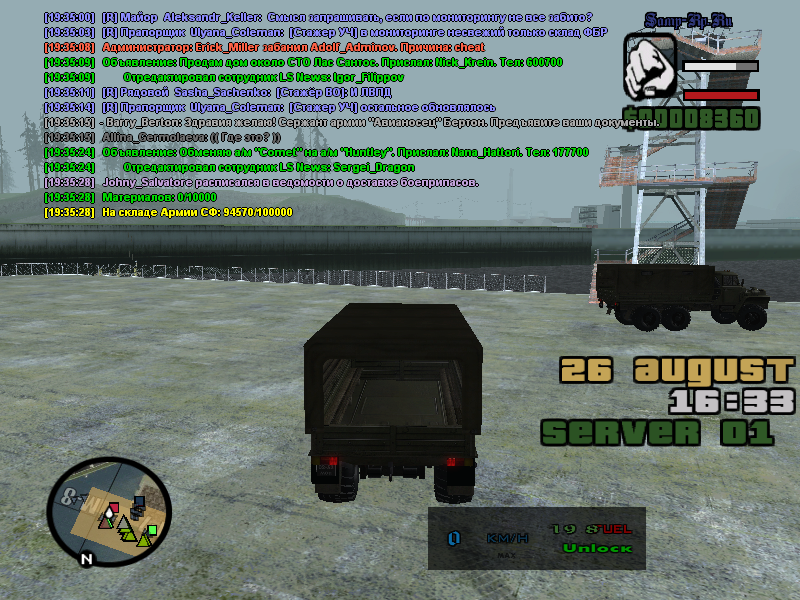 [19:35:00] [R] Майор Aleksandr_Keller: Смысл запрашивать, если по мониторингу не все забито?
[19:35:03] [R] Прапорщик Ulyana_Coleman: [Стажер УЧ] в мониторинге несвежий только склад ФБР
[19:35:08] Администратор: Erick_Miller забанил Adolf_Adminov. Причина: cheat
[19:35:09] Объявление: Продам дом около СТО Лас Сантос. Прислал: Nick_Krein. Тел: 600700
[19:35:09] Отредактировал сотрудник LS News: Igor_Filippov
[19:35:11] [R] Рядовой Sasha_Sachenko: [Стажёр ВО]: И ЛВПД
[19:35:14] [R] Прапорщик Ulyana_Coleman: [Стажер УЧ] остальное обновлялось
[19:35:15] - Barry_Berton: Здравия желаю! Сержант армии "Авианосец" Бертон. Предъявите ваши документы.
[19:35:15] Alina_Sermolaeva: (( Где это? ))
[19:35:24] Объявление: Обменяю а/м "Comet" на а/м "Huntley". Прислал: Nana_Hattori. Тел: 177700
[19:35:24] Отредактировал сотрудник LS News: Sergei_Dragon
[19:35:28] Johny_Salvatore расписался в ведомости о доставке боеприпасов.
[19:35:28] Материалов: 0/10000
[19:35:28] На складе Армии СФ: 94570/100000
Samp-Rp.Ru
$00008360
26 august
16:33
server 01
0 KM/H
MAX
19 8 FUEL
Unlock
N